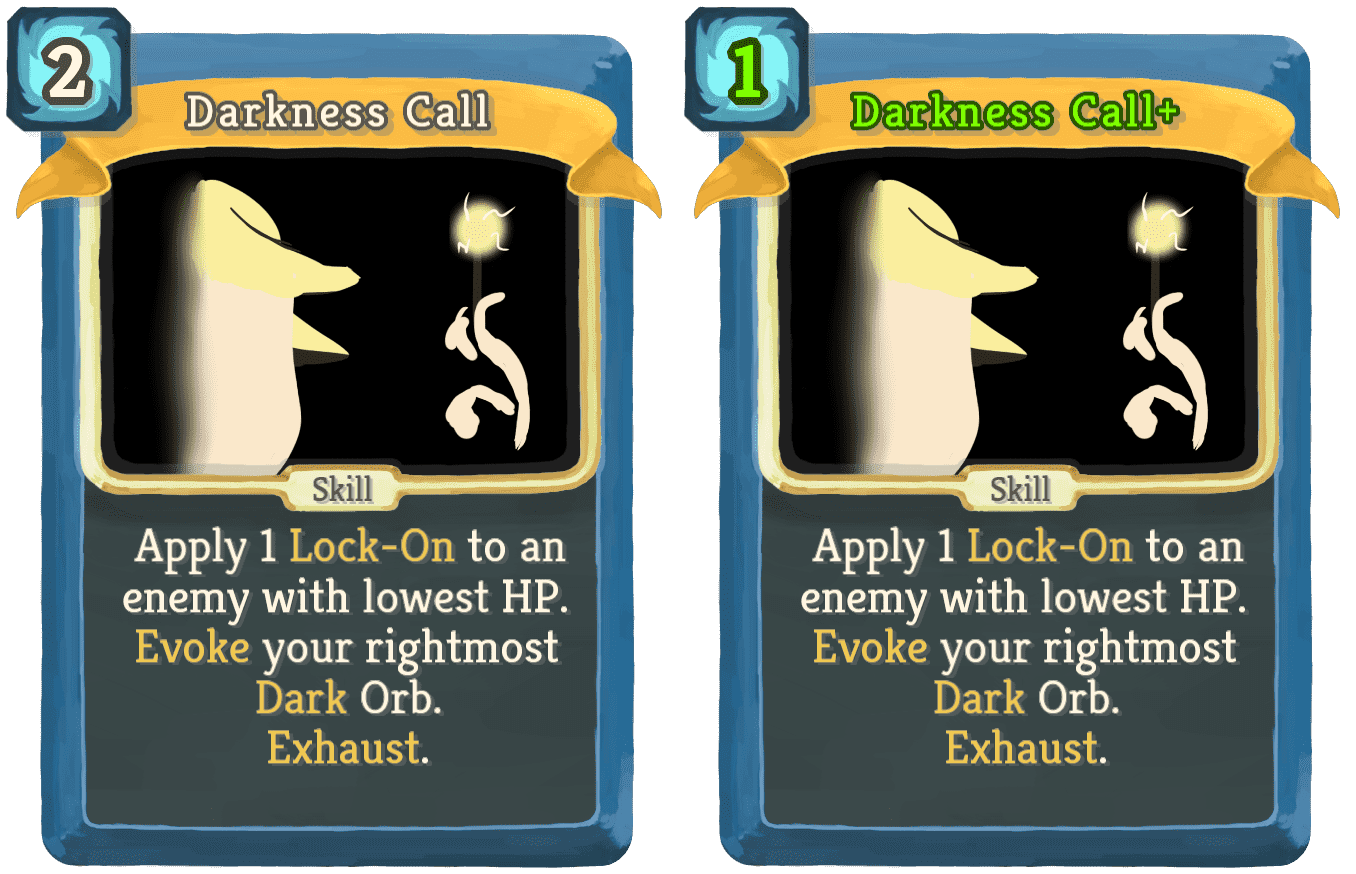 2
Darkness Call
Skill
Apply 1 Lock-On to an
enemy with lowest HP.
Evoke your rightmost
Dark Orb.
Exhaust.
1
Darkness Call+
Skill
Apply 1 Lock-On to an
enemy with lowest HP.
Evoke your rightmost
Dark Orb.
Exhaust.